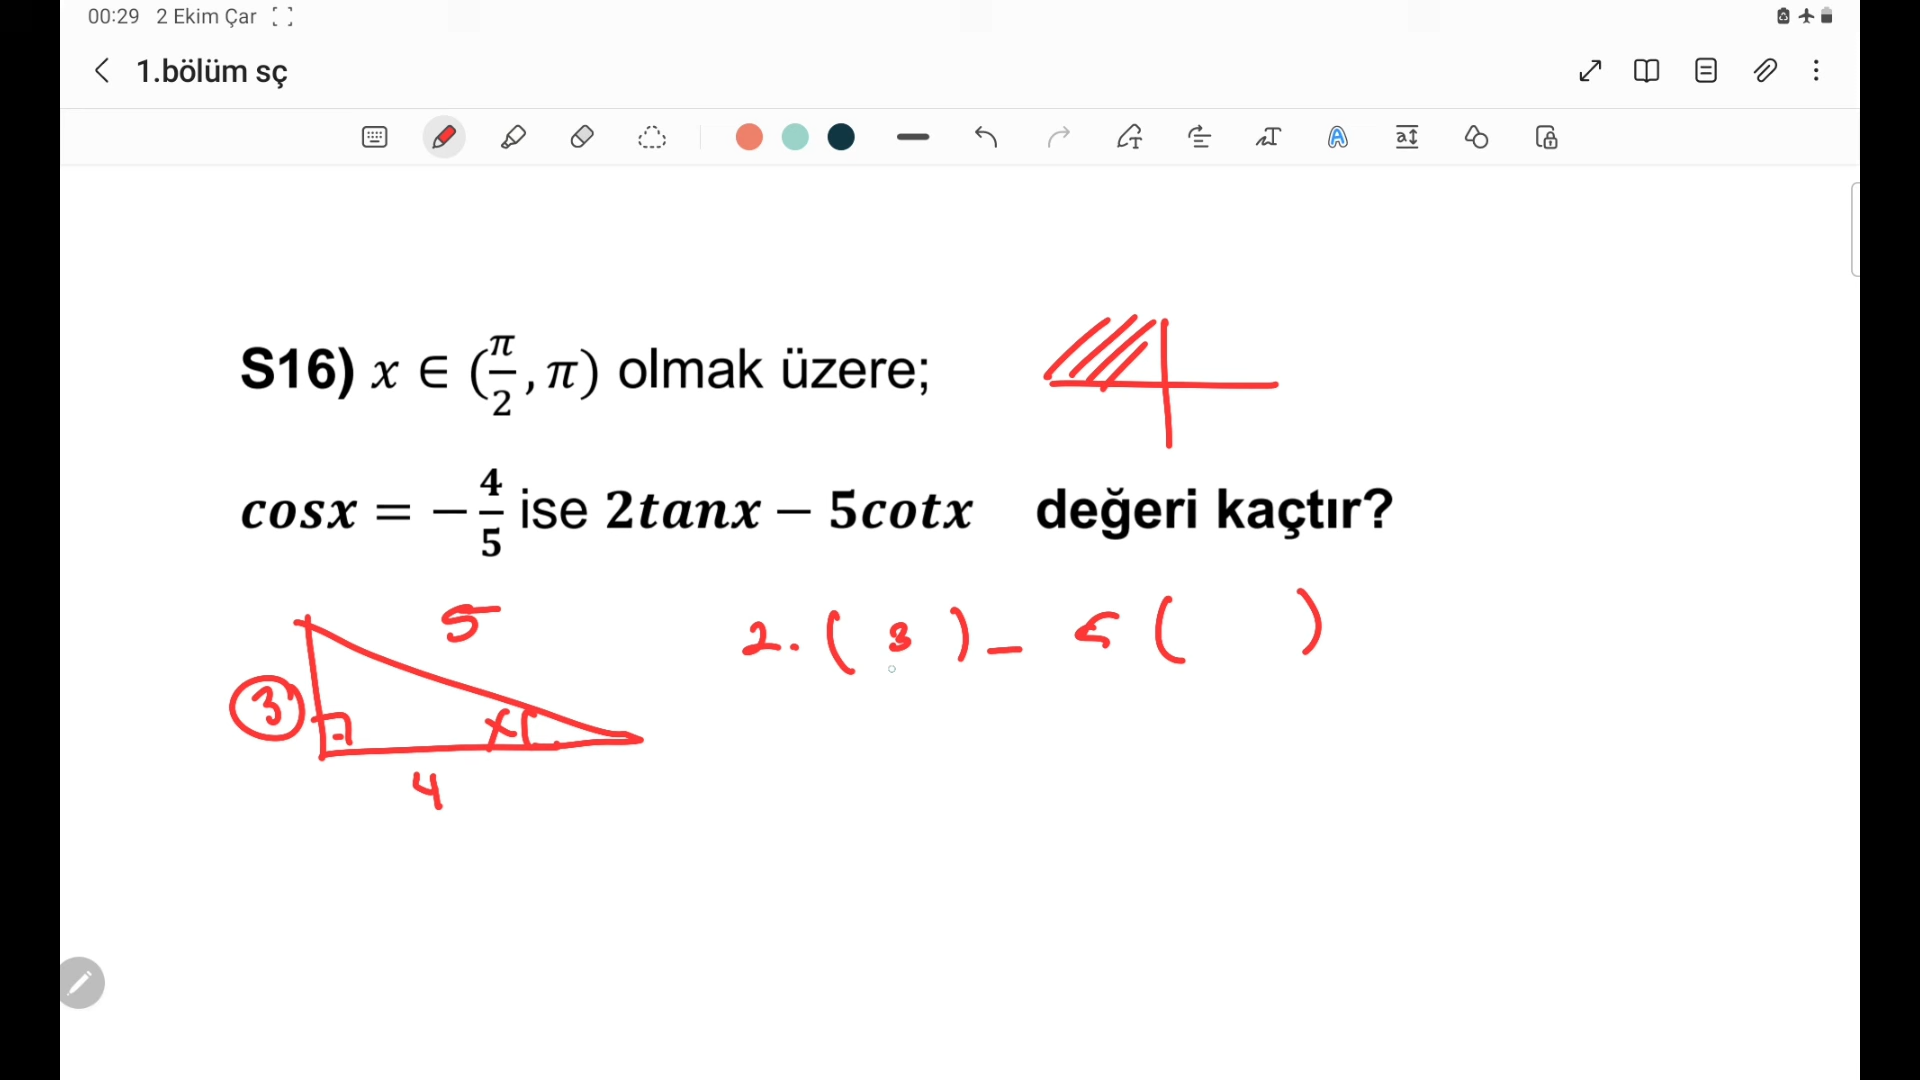 00:29 2 Ekim Çar
1.bölüm sç
S16) x ∈ (π/2, π) olmak üzere;
cosx = −4/5 ise 2tanx − 5cotx değeri kaçtır?
5
2. ( 3 ) − 5 ( )
3
x
4